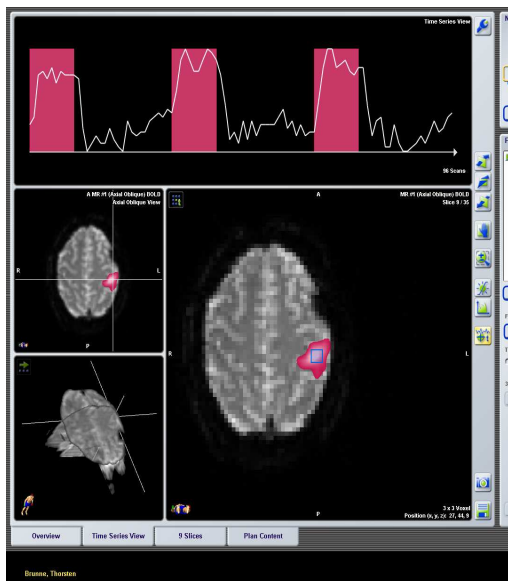 Time Series View
96 Scans
A MR #1 (Axial Oblique) BOLD
Axial Oblique View
R
L
P
A
MR #1 (Axial Oblique) BOLD
Slice 9 / 36
R
L
P
3 x 3 Voxel
Position (x, y, z): 27, 44, 9
Overview
Time Series View
9 Slices
Plan Content
Brunne, Thorsten